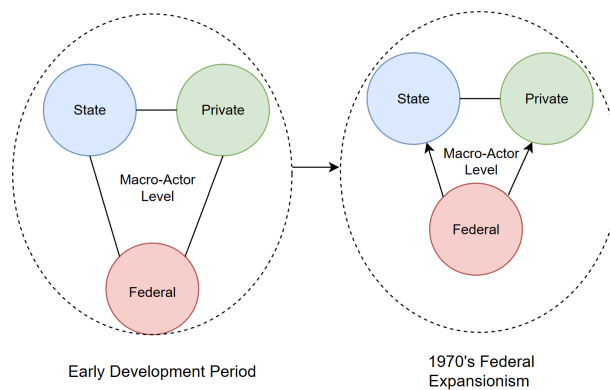 State
Private
Macro-Actor
Level
Federal
Early Development Period
State
Private
Macro-Actor
Level
Federal
1970's Federal
Expansionism